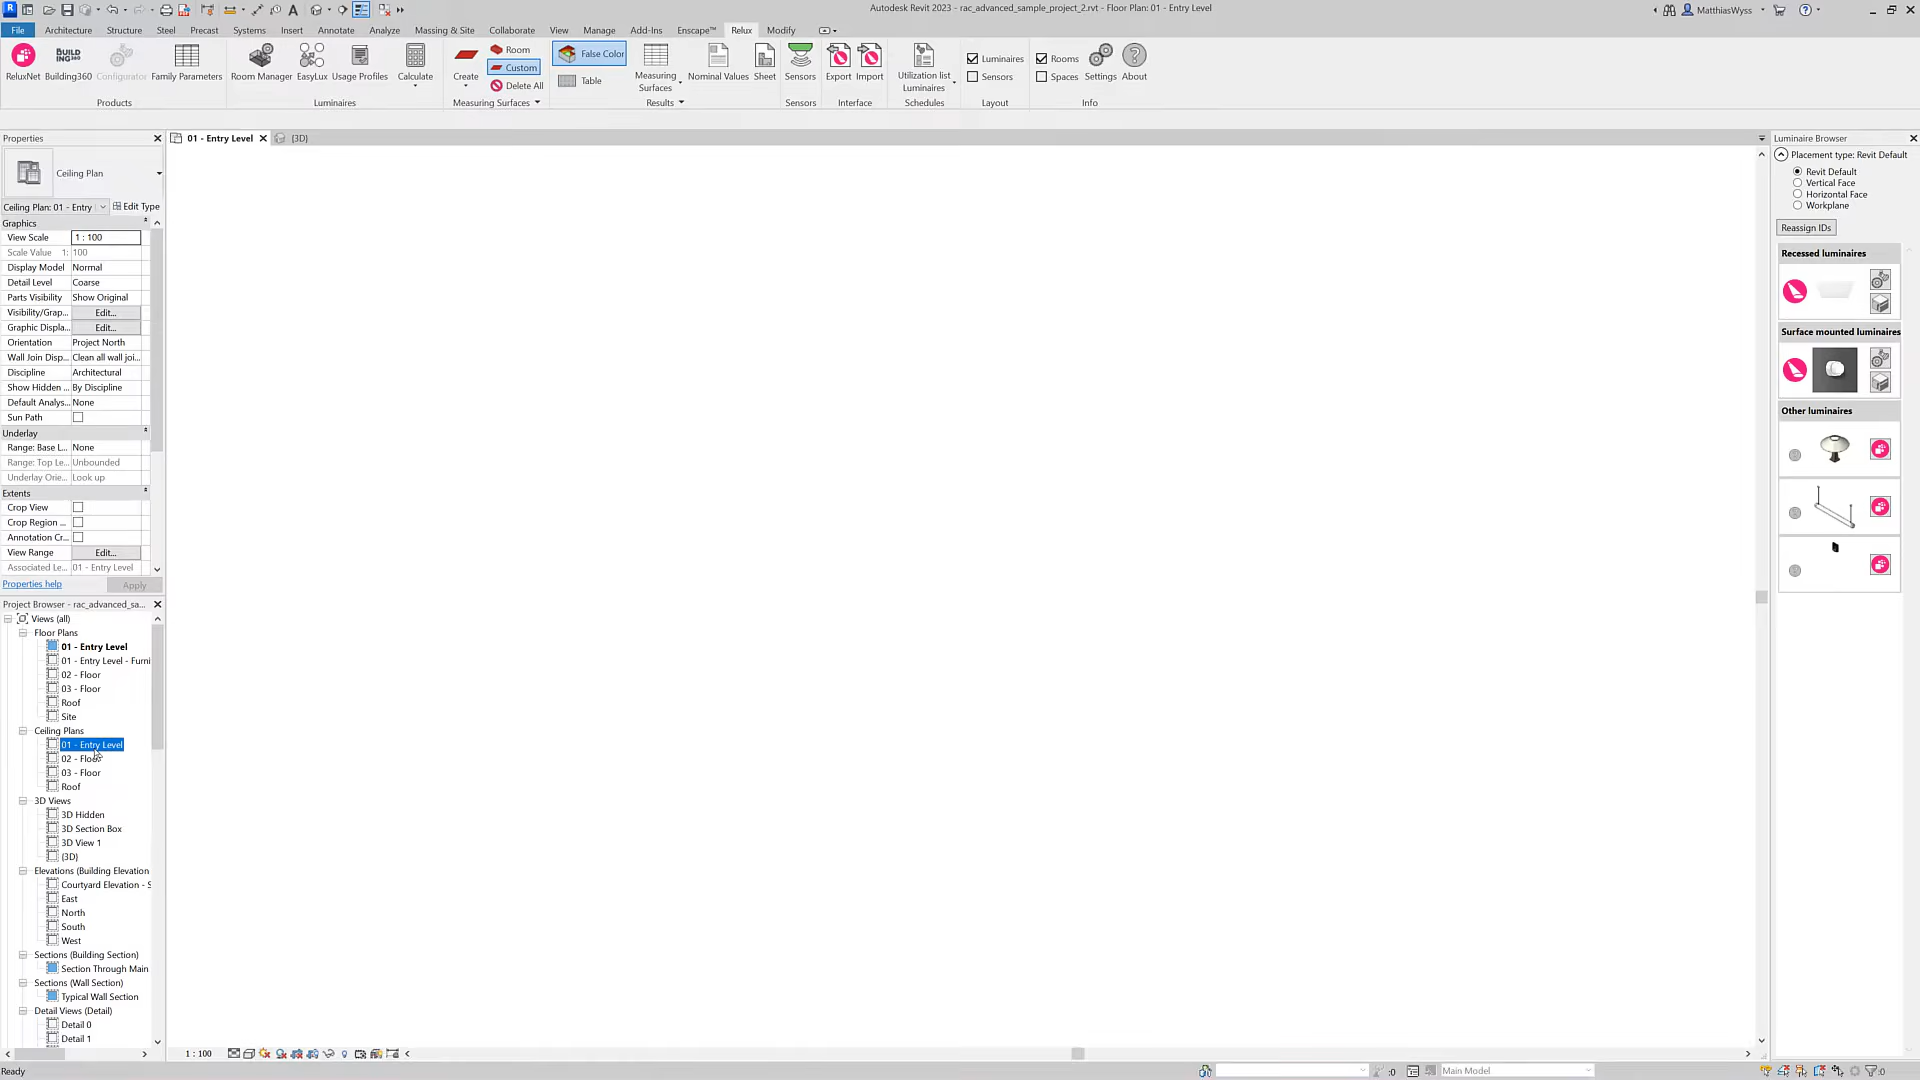 Autodesk Revit 2023 - rac_advanced_sample_project_2.rvt - Floor Plan: 01 - Entry Level
MatthiasWyss
File Architecture Structure Steel Precast Systems Insert Annotate Analyze Massing & Site Collaborate View Manage Add-Ins Enscape™ Relux Modify
ReluxNet Building360 Configurator Family Parameters Room Manager EasyLux Usage Profiles Calculate Create Room Custom Delete All False Color Table Measuring Surfaces Nominal Values Sheet Sensors Export Import Utilization list Luminaires Luminaires Sensors Rooms Spaces Settings About
Products Luminaires Measuring Surfaces Results Sensors Interface Schedules Layout Info
Properties
01 - Entry Level {3D}
Ceiling Plan
Ceiling Plan: 01 - Entry Edit Type
Graphics
View Scale 1 : 100
Scale Value 1: 100
Display Model Normal
Detail Level Coarse
Parts Visibility Show Original
Visibility/Grap... Edit...
Graphic Displa... Edit...
Orientation Project North
Wall Join Disp... Clean all wall joi...
Discipline Architectural
Show Hidden ... By Discipline
Default Analys... None
Sun Path
Underlay
Range: Base L... None
Range: Top Le... Unbounded
Underlay Orie... Look up
Extents
Crop View
Crop Region ...
Annotation Cr...
View Range Edit...
Associated Le... 01 - Entry Level
Properties help Apply
Project Browser - rac_advanced_sa...
Views (all)
Floor Plans
01 - Entry Level
01 - Entry Level - Furni
02 - Floor
03 - Floor
Roof
Site
Ceiling Plans
01 - Entry Level
02 - Floor
03 - Floor
Roof
3D Views
3D Hidden
3D Section Box
3D View 1
{3D}
Elevations (Building Elevation
Courtyard Elevation - S
East
North
South
West
Sections (Building Section)
Section Through Main
Sections (Wall Section)
Typical Wall Section
Detail Views (Detail)
Detail 0
Detail 1
Luminaire Browser
Placement type: Revit Default
Revit Default
Vertical Face
Horizontal Face
Workplane
Reassign IDs
Recessed luminaires
Surface mounted luminaires
Other luminaires
1 : 100
Ready
:0
Main Model
:0